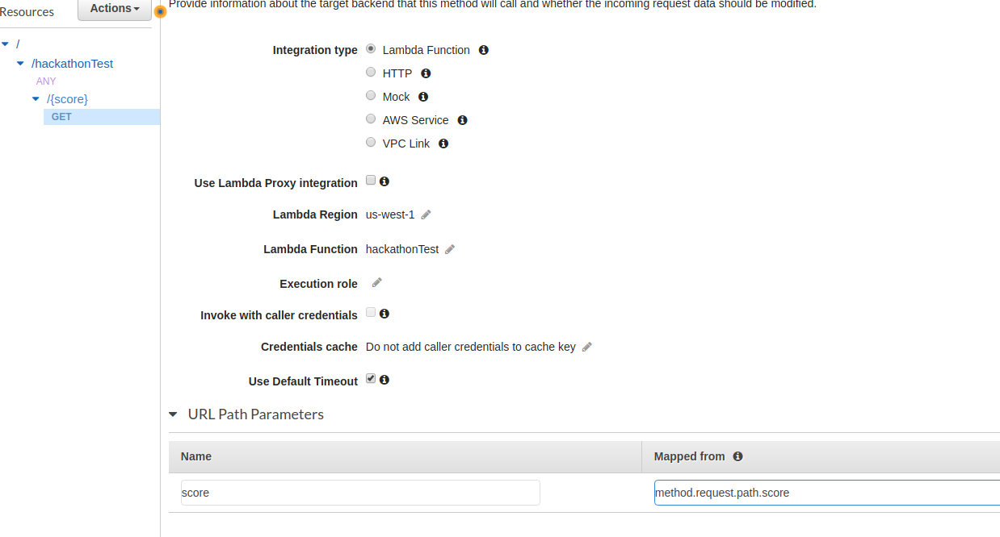 Provide information about the target backend that this method will call and whether the incoming request data should be modified.
Resources
Actions
/
/hackathonTest
ANY
/{score}
GET
Integration type
Lambda Function
HTTP
Mock
AWS Service
VPC Link
Use Lambda Proxy integration
Lambda Region us-west-1
Lambda Function hackathonTest
Execution role
Invoke with caller credentials
Credentials cache Do not add caller credentials to cache key
Use Default Timeout
URL Path Parameters
Name Mapped from
score method.request.path.score